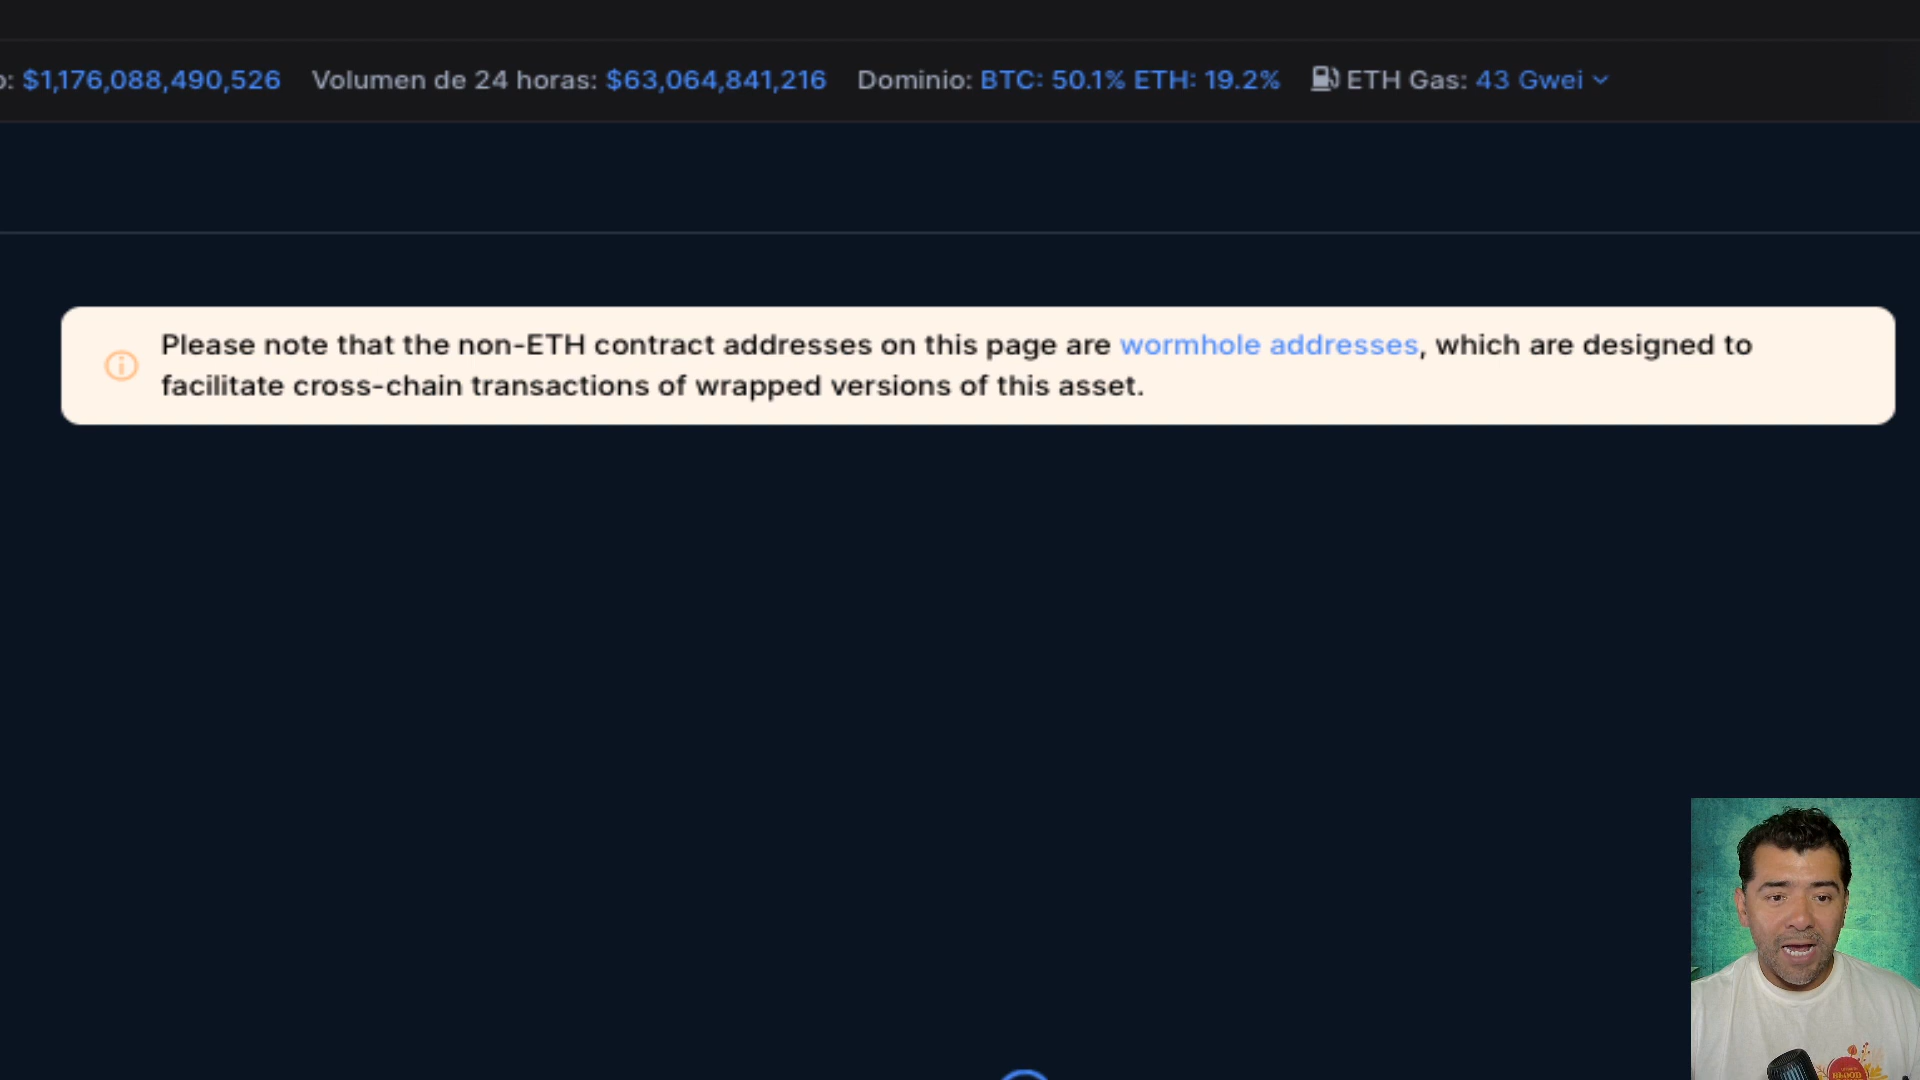 o: $1,176,088,490,526 Volumen de 24 horas: $63,064,841,216 Dominio: BTC: 50.1% ETH: 19.2% ETH Gas: 43 Gwei
Please note that the non-ETH contract addresses on this page are wormhole addresses, which are designed to
facilitate cross-chain transactions of wrapped versions of this asset.